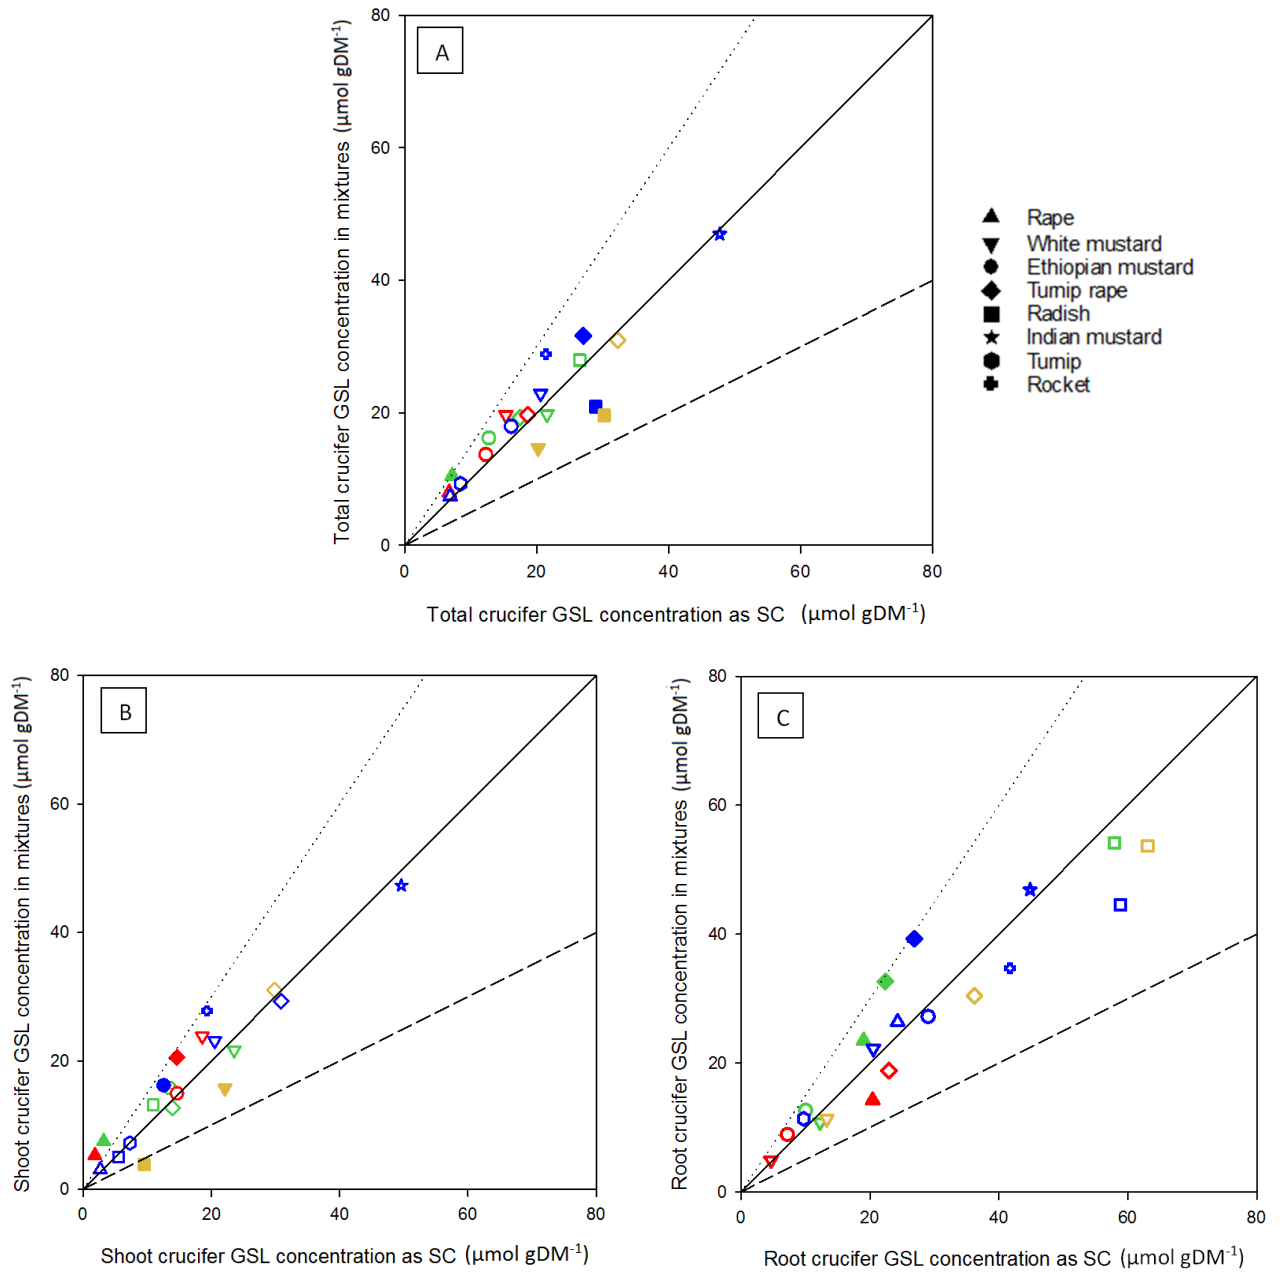 A
Total crucifer GSL concentration in mixtures (μmol gDM⁻¹)
80
60
40
20
0
0 20 40 60 80
Total crucifer GSL concentration as SC (μmol gDM⁻¹)
Rape
White mustard
Ethiopian mustard
Turnip rape
Radish
Indian mustard
Turnip
Rocket
B
Shoot crucifer GSL concentration in mixtures (μmol gDM⁻¹)
80
60
40
20
0
0 20 40 60 80
Shoot crucifer GSL concentration as SC (μmol gDM⁻¹)
C
Root crucifer GSL concentration in mixtures (μmol gDM⁻¹)
80
60
40
20
0
0 20 40 60 80
Root crucifer GSL concentration as SC (μmol gDM⁻¹)